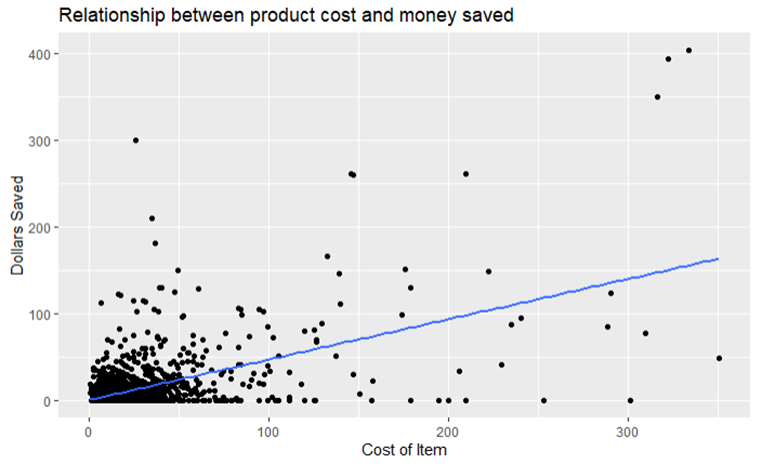 Relationship between product cost and money saved
400
300
200
100
0
Dollars Saved
0 100 200 300
Cost of Item